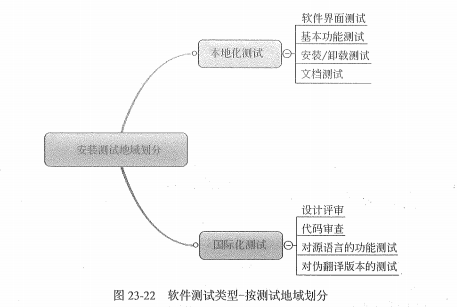 软件界面测试
基本功能测试
本地化测试
安装/卸载测试
文档测试
安装测试地域划分
设计评审
代码审查
国际化测试
对源语言的功能测试
对伪翻译版本的测试
图 23-22 软件测试类型-按测试地域划分